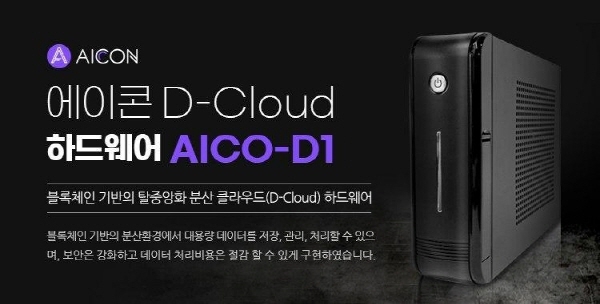 AICON
에이콘 D-Cloud
하드웨어 AICO-D1
블록체인 기반의 탈중앙화 분산 클라우드(D-Cloud) 하드웨어
블록체인 기반의 분산환경에서 대용량 데이터를 저장, 관리, 처리할 수 있으
며, 보안은 강화하고 데이터 처리비용은 절감 할 수 있게 구현하였습니다.